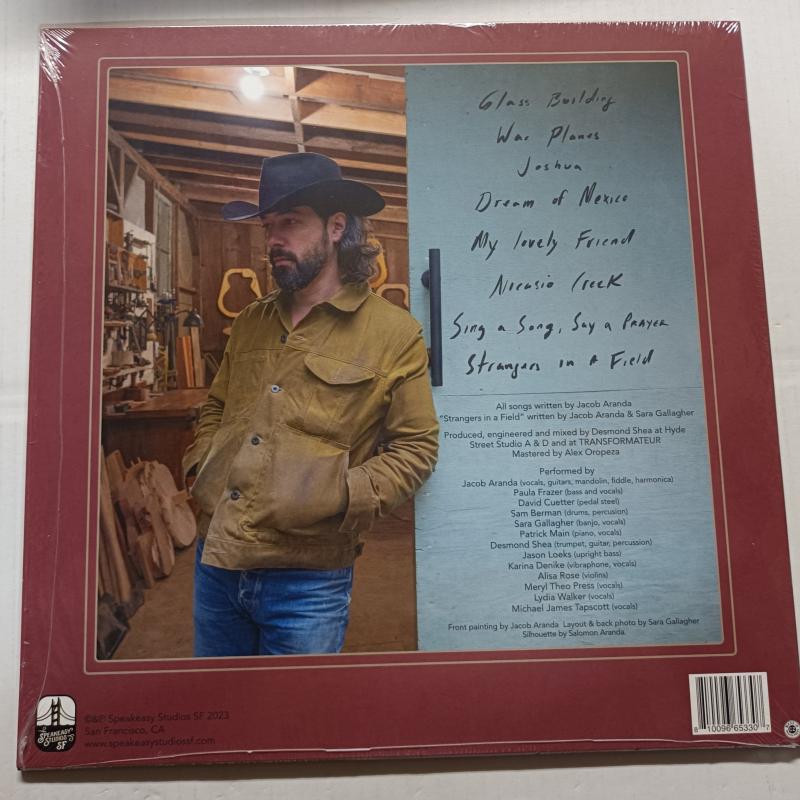 Glass Building
War Planes
Joshua
Dream of Mexico
My lovely Friend
Nicasio Creek
Sing a Song, Say a Prayer
Strangers in a Field
All songs written by Jacob Aranda
"Strangers in a Field" written by Jacob Aranda & Sara Gallagher
Produced, engineered and mixed by Desmond Shea at Hyde
Street Studio A & D and at TRANSFORMATEUR
Mastered by Alex Oropeza
Performed by
Jacob Aranda (vocals, guitars, mandolin, fiddle, harmonica)
Paula Frazer (bass and vocals)
David Cuetter (pedal steel)
Sam Berman (drums, percusion)
Sara Gallagher (banjo, vocals)
Patrick Main (piano, vocals)
Desmond Shea (trumpet, guitar, percussion)
Jason Loeks (upright bass)
Karina Denike (vibraphone, vocals)
Alisa Rose (violins)
Meryl Theo Press (vocals)
Lydia Walker (vocals)
Michael James Tapscott (vocals)
Front painting by Jacob Aranda Layout & back photo by Sara Gallagher
Silhouette by Salomon Aranda.
SPEAKEASY
STUDIOS
SF
©&℗ Speakeasy Studios SF 2023
San Francisco, CA
www.speakeasystudiossf.com
8 10096 65330 7